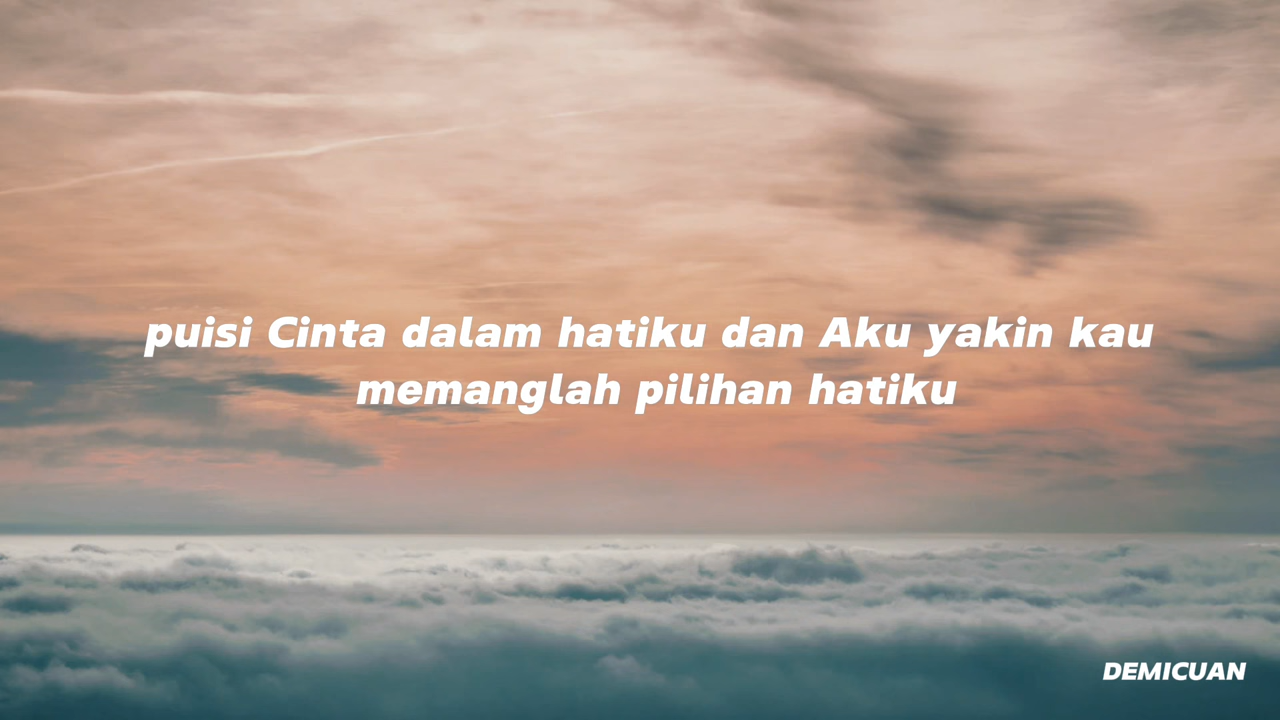 puisi Cinta dalam hatiku dan Aku yakin kau
memanglah pilihan hatiku
DEMICUAN